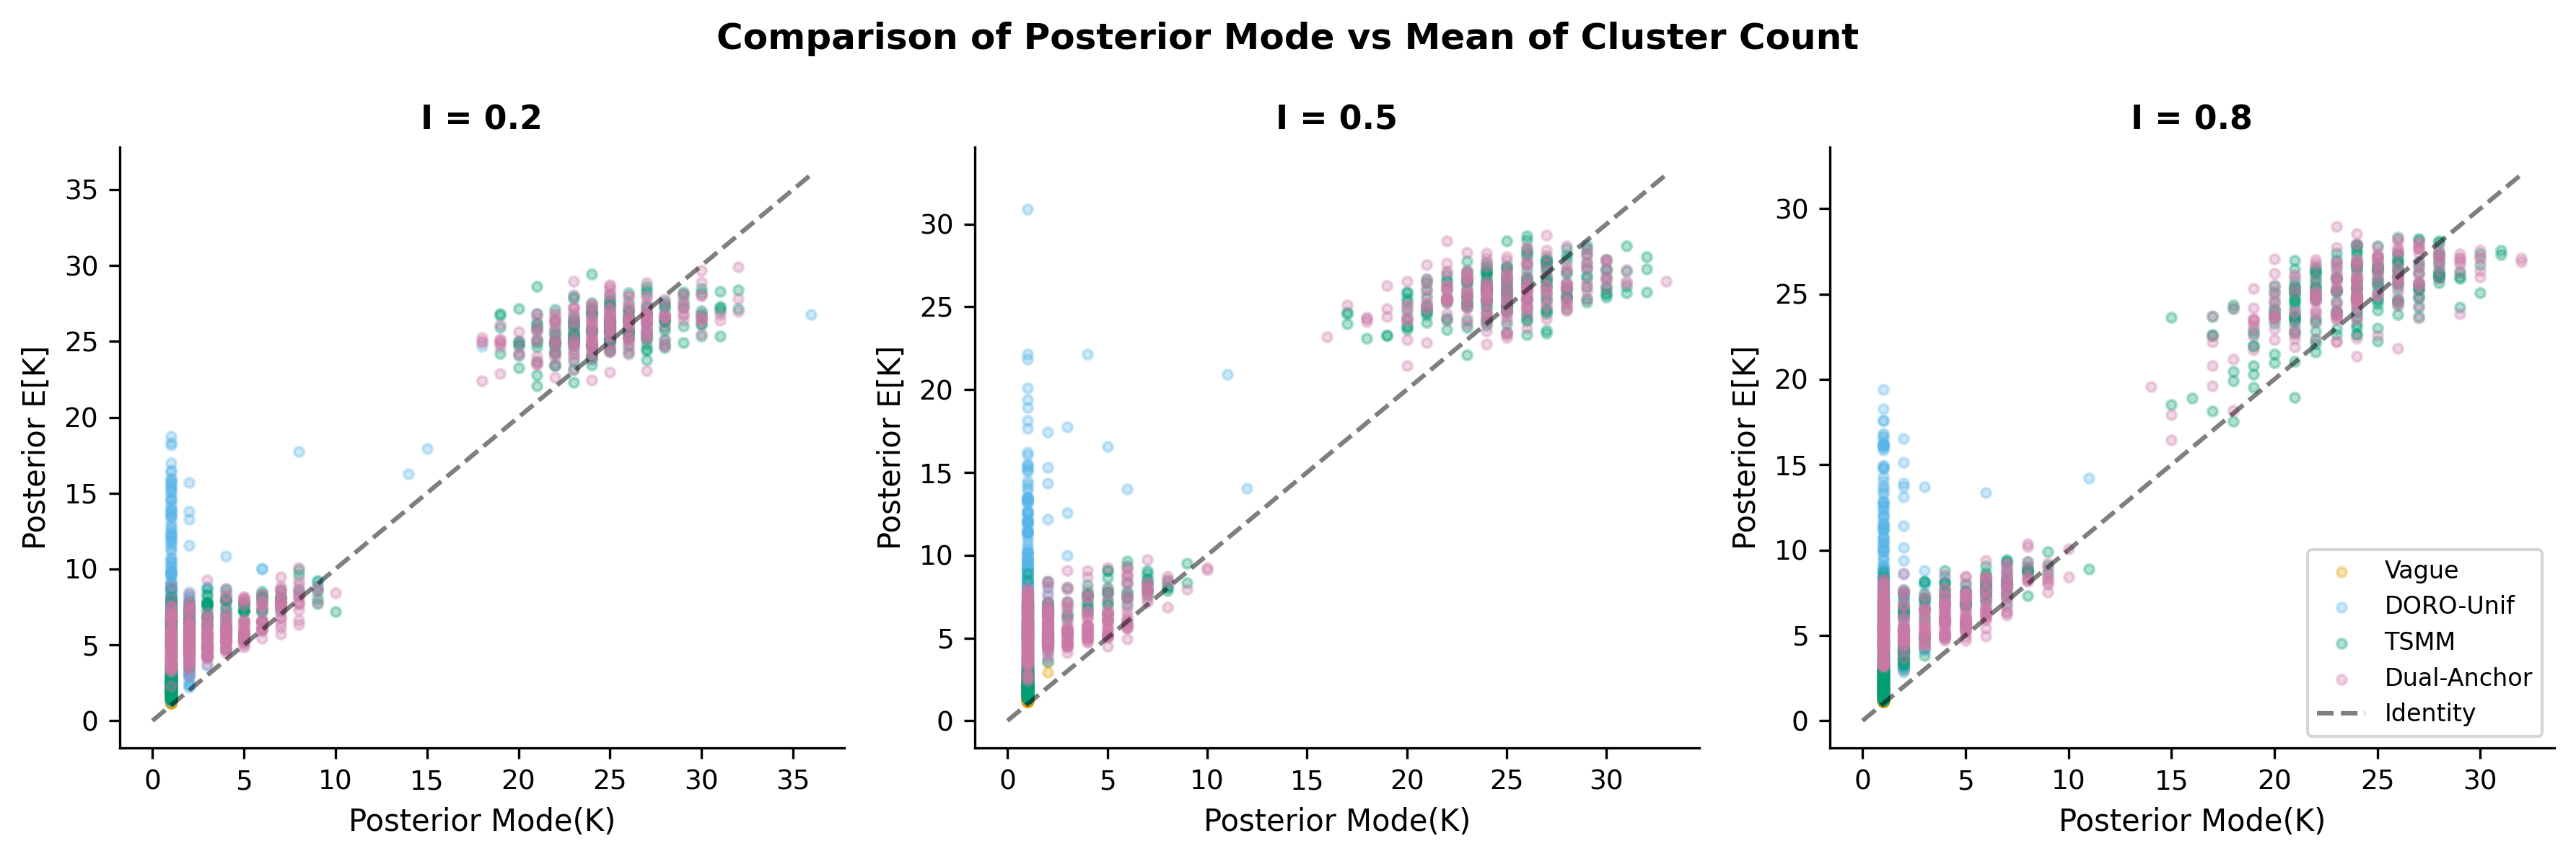 Comparison of Posterior Mode vs Mean of Cluster Count
I = 0.2
35
30
25
20
15
10
5
0
Posterior E[K]
0 5 10 15 20 25 30 35
Posterior Mode(K)
I = 0.5
30
25
20
15
10
5
0
Posterior E[K]
0 5 10 15 20 25 30
Posterior Mode(K)
I = 0.8
30
25
20
15
10
5
0
Posterior E[K]
0 5 10 15 20 25 30
Posterior Mode(K)
Vague
DORO-Unif
TSMM
Dual-Anchor
Identity